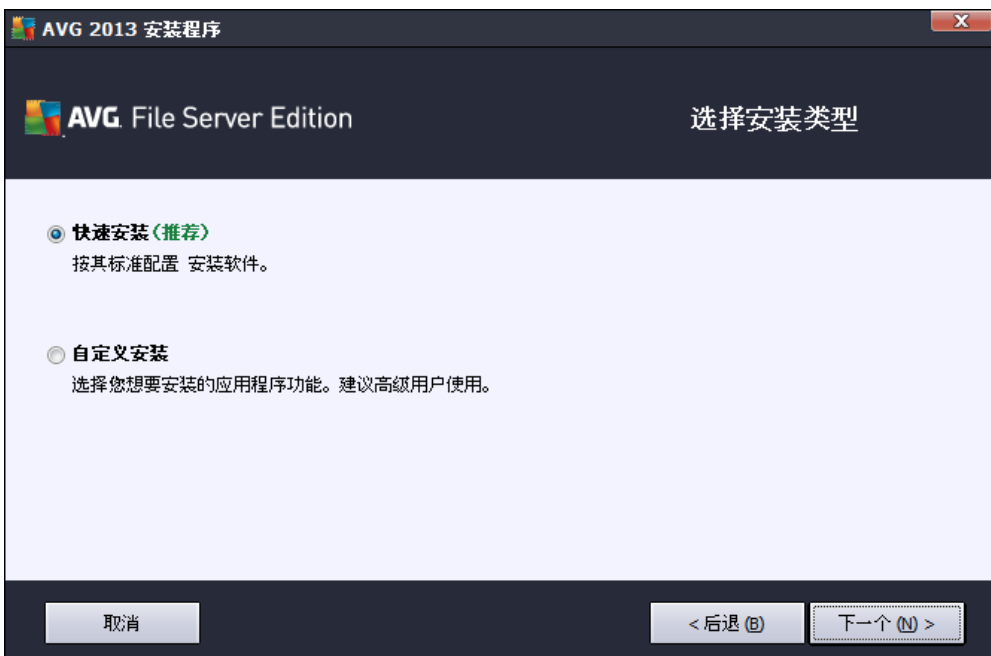 AVG 2013 安装程序
AVG. File Server Edition
选择安装类型
快速安装(推荐)
按其标准配置 安装软件。
自定义安装
选择您想要安装的应用程序功能。建议高级用户使用。
取消
< 后退 (B)
下一个 (N) >